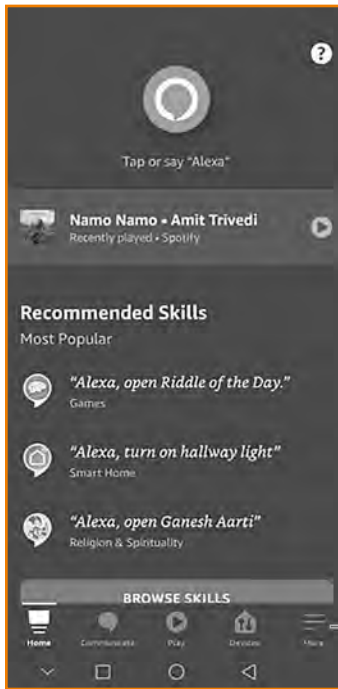 ?
Tap or say "Alexa"
Namo Namo • Amit Trivedi
Recently played • Spotify
Recommended Skills
Most Popular
"Alexa, open Riddle of the Day."
Games
"Alexa, turn on hallway light"
Smart Home
"Alexa, open Ganesh Aarti"
Religion & Spirituality
BROWSE SKILLS
Home Communicate Play Devices More